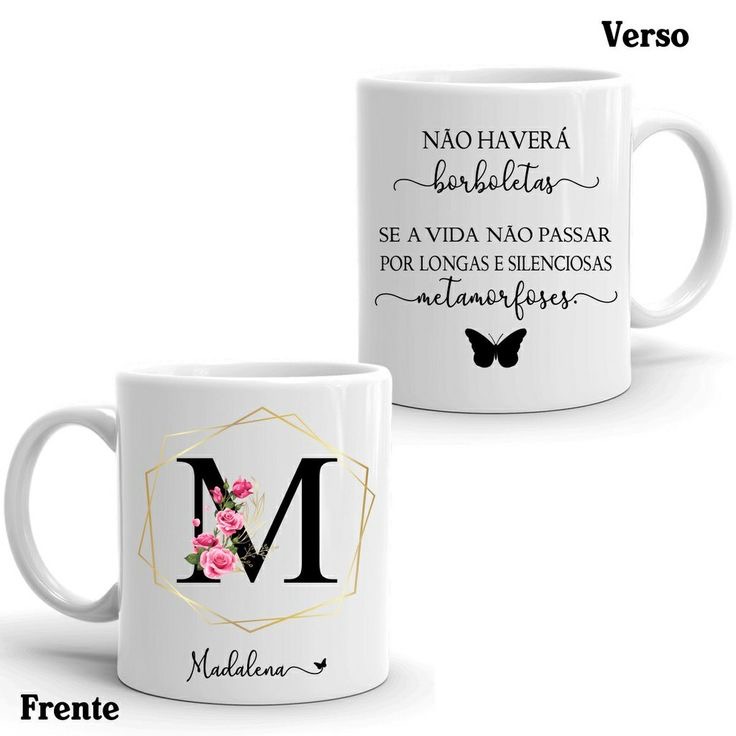 Verso
NÃO HAVERÁ
borboletas
SE A VIDA NÃO PASSAR
POR LONGAS E SILENCIOSAS
metamorfoses.
M
Madalena
Frente